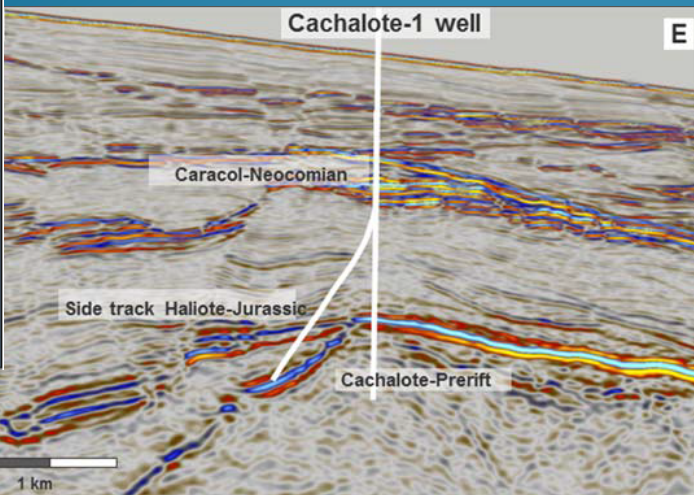 Cachalote-1 well
E
Caracol-Neocomian
Side track Haliote-Jurassic
Cachalote-Prerift
1 km